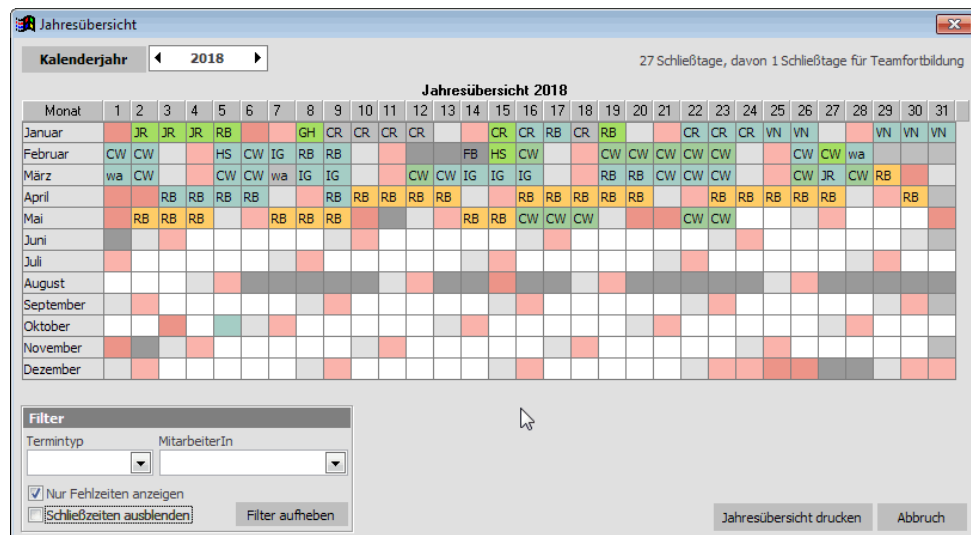 Jahresübersicht
Kalenderjahr 2018 27 Schließtage, davon 1 Schließtage für Teamfortbildung
Jahresübersicht 2018
Monat 1 2 3 4 5 6 7 8 9 10 11 12 13 14 15 16 17 18 19 20 21 22 23 24 25 26 27 28 29 30 31
Januar JR JR JR RB GH CR CR CR CR CR CR RB CR RB CR CR CR VN VN VN VN VN
Februar CW CW HS CW IG RB RB FB HS CW CW CW CW CW CW CW CW wa
März wa CW CW CW wa IG IG CW CW IG IG IG RB RB CW CW CW CW JR CW RB
April RB RB RB RB RB RB RB RB RB RB RB RB RB RB RB RB RB RB RB RB
Mai RB RB RB RB RB RB RB RB CW CW CW CW CW
Juni
Juli
August
September
Oktober
November
Dezember
Filter
Termintyp MitarbeiterIn
Nur Fehlzeiten anzeigen
Schließzeiten ausblenden Filter aufheben
Jahresübersicht drucken Abbruch